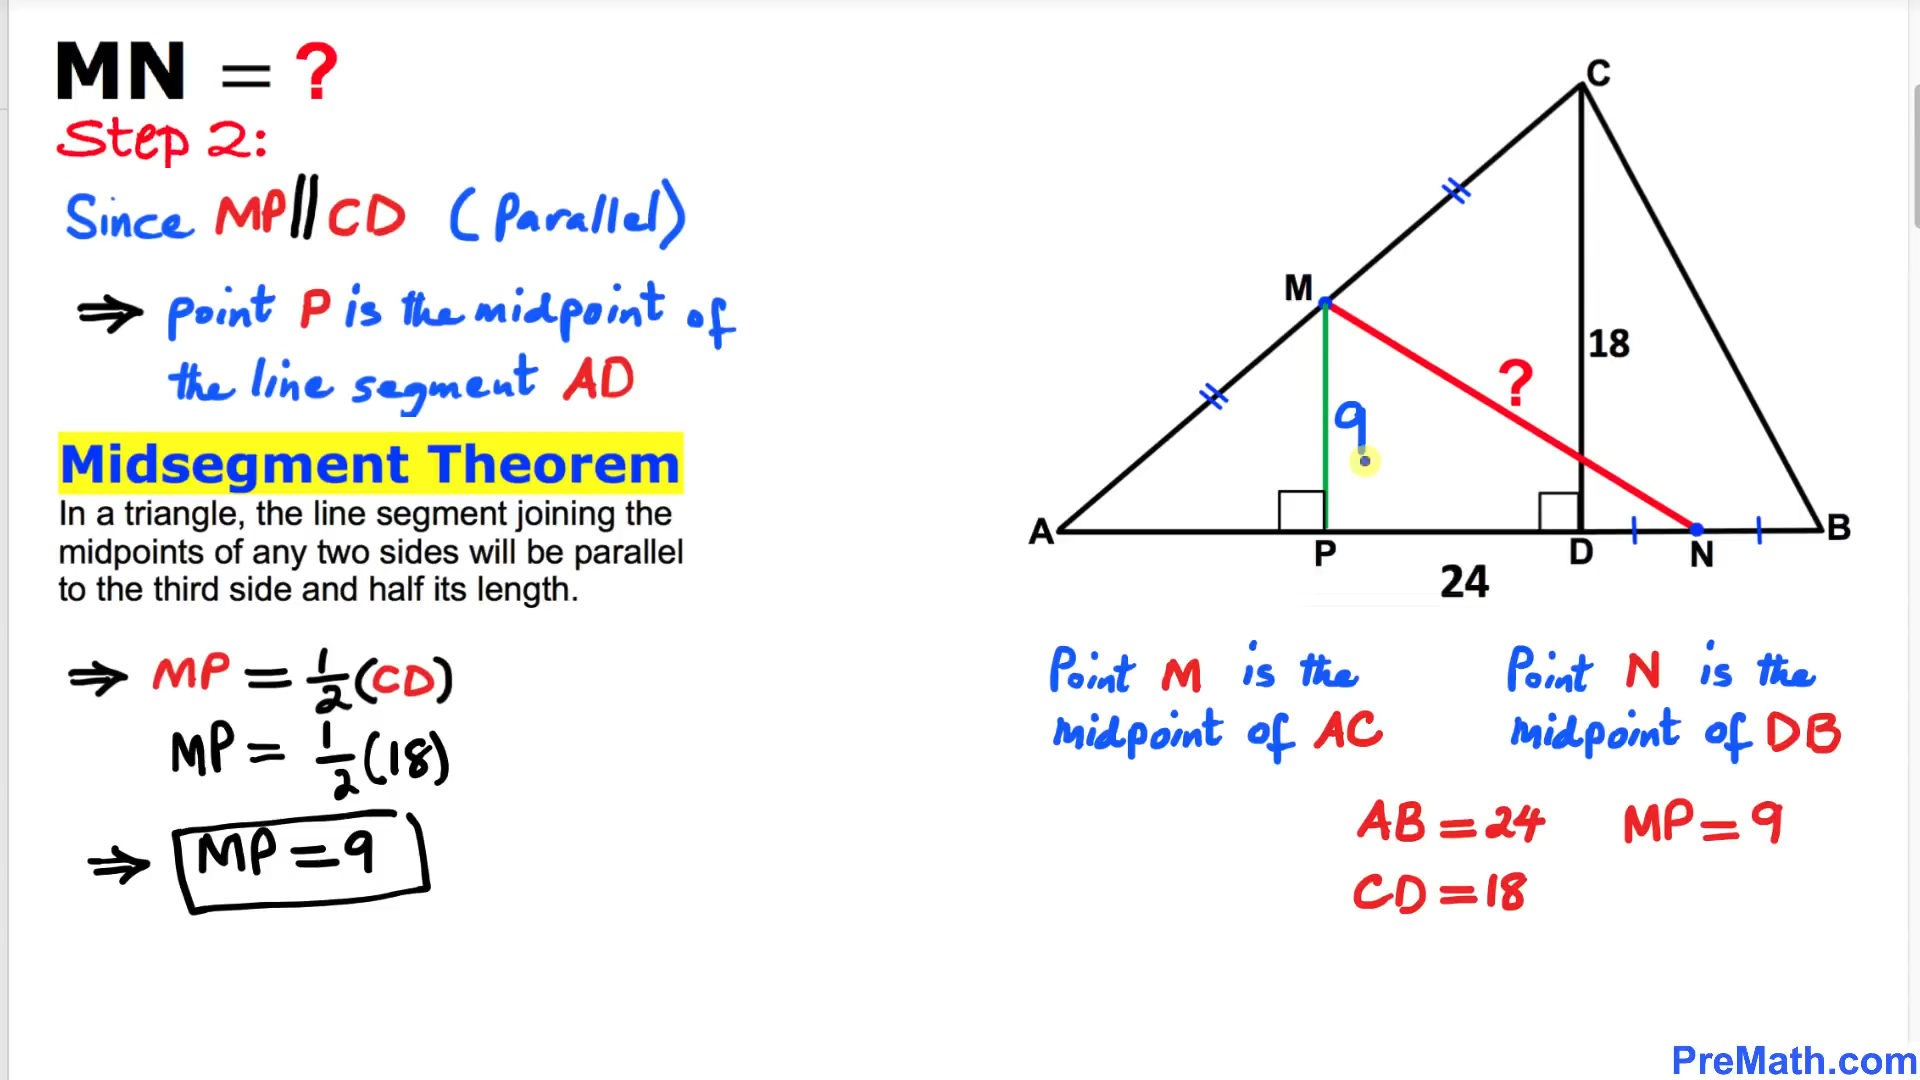 MN = ?
Step 2:
Since MP || CD (Parallel)
⇒ point P is the midpoint of
the line segment AD
Midsegment Theorem
In a triangle, the line segment joining the
midpoints of any two sides will be parallel
to the third side and half its length.
⇒ MP = 1/2 (CD)
MP = 1/2 (18)
⇒ MP = 9
C
M
18
?
9
A
B
P
D
N
24
Point M is the
midpoint of AC
Point N is the
midpoint of DB
AB = 24
MP = 9
CD = 18
PreMath.com